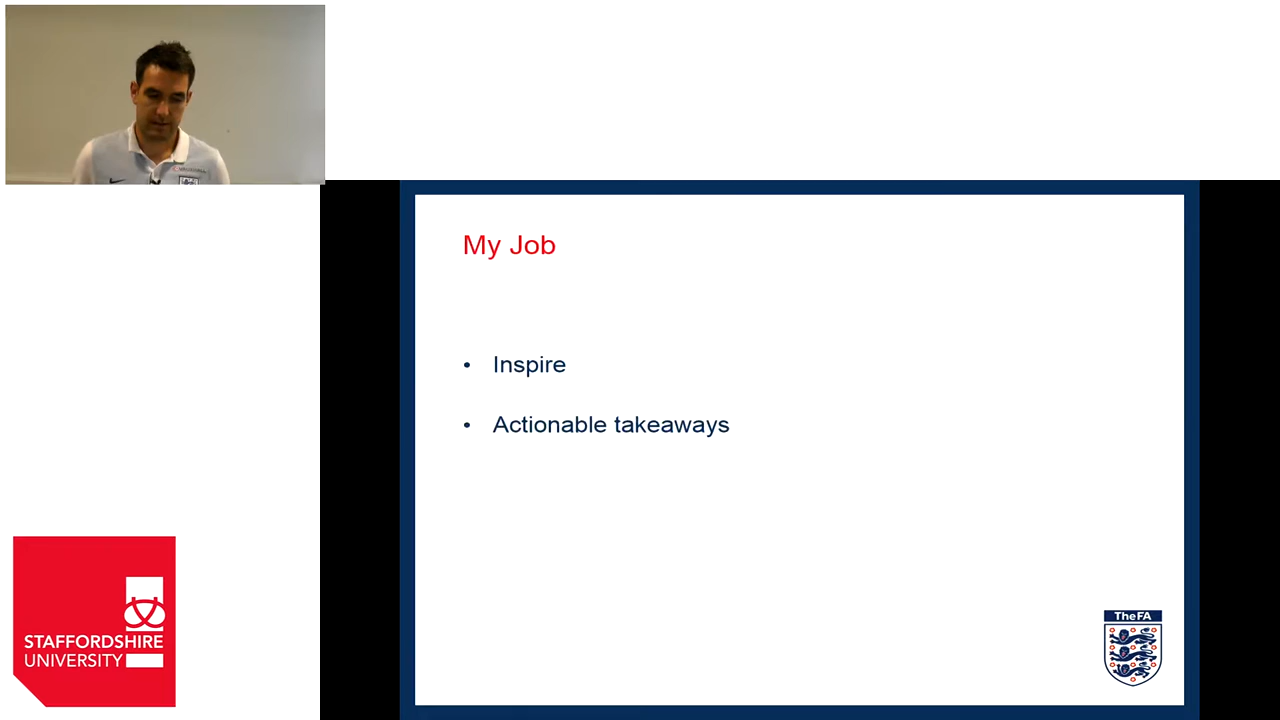 My Job
• Inspire
• Actionable takeaways
TheFA
STAFFORDSHIRE
UNIVERSITY